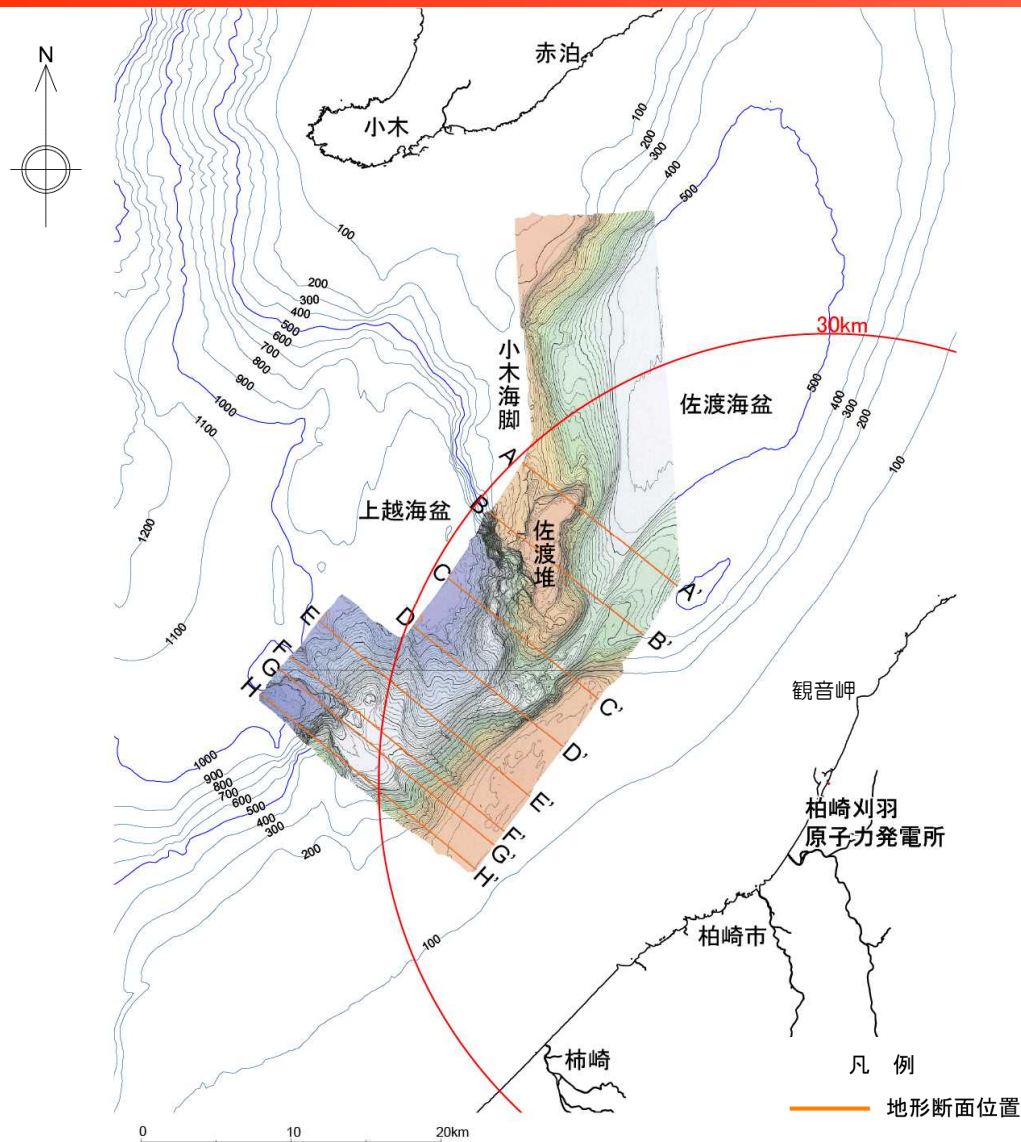 N
赤泊
小木
100
200
300
400
500
100
200
300
400
500
600
700
800
900
1000
1100
1200
1100
小木海脚
30km
佐渡海盆
500
400
300
200
100
上越海盆
佐渡堆
A
B
C
D
E
F
G
H
A'
B'
C'
D'
E'
F'
G'
H'
観音岬
1000
900
800
700
600
500
400
300
200
100
柏崎刈羽
原子力発電所
柏崎市
柿崎
凡 例
地形断面位置
0 10 20km